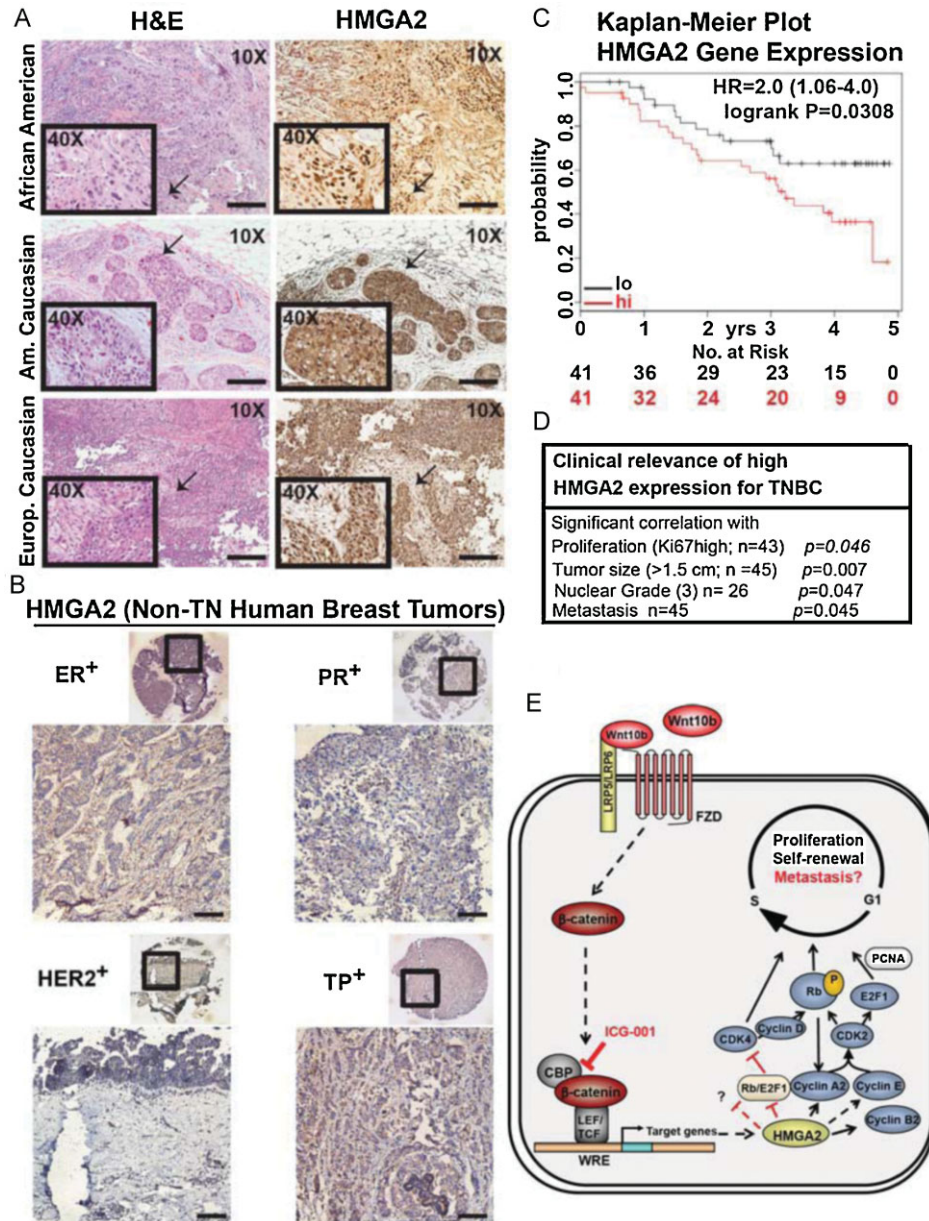 A
H&E
HMGA2
African American
10X
40X
10X
40X
Am. Caucasian
10X
40X
10X
40X
Europ. Caucasian
10X
40X
10X
40X
B
HMGA2 (Non-TN Human Breast Tumors)
ER+
PR+
HER2+
TP+
C
Kaplan-Meier Plot
HMGA2 Gene Expression
HR=2.0 (1.06-4.0)
logrank P=0.0308
probability
1.0
0.8
0.6
0.4
0.2
0.0
lo
hi
0 1 2 yrs 3 4 5
No. at Risk
41 36 29 23 15 0
41 32 24 20 9 0
D
Clinical relevance of high
HMGA2 expression for TNBC
Significant correlation with
Proliferation (Ki67high; n=43) p=0.046
Tumor size (>1.5 cm; n =45) p=0.007
Nuclear Grade (3) n= 26 p=0.047
Metastasis n=45 p=0.045
E
Wnt10b
Wnt10b
LRP5/LRP6
FZD
Proliferation
Self-renewal
Metastasis?
S
G1
β-catenin
PCNA
P
Rb
E2F1
Cyclin D
CDK4
CDK2
ICG-001
CBP
β-catenin
Rb/E2F1
Cyclin A2
Cyclin E
?
LEF/
TCF
Target genes
HMGA2
Cyclin B2
WRE